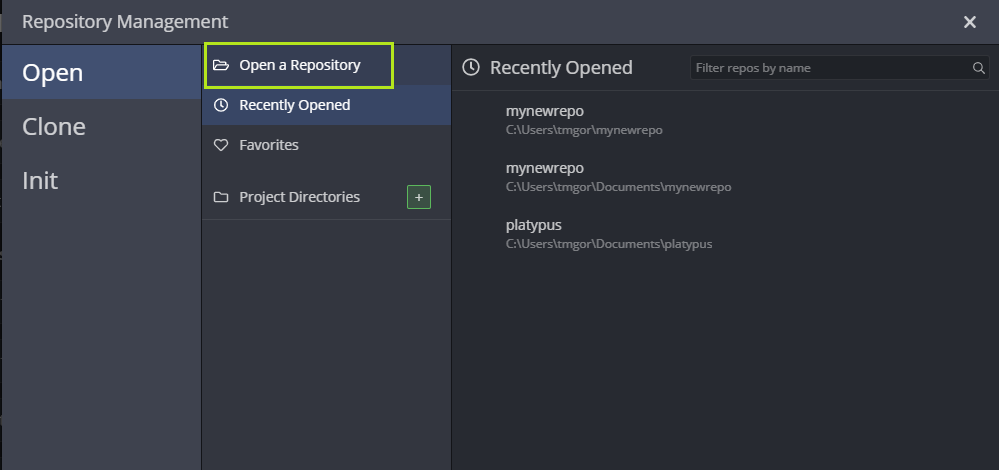 Repository Management
Open
Clone
Init
Open a Repository
Recently Opened
Favorites
Project Directories
+
Recently Opened
Filter repos by name
mynewrepo
C:\Users\tmgor\mynewrepo
mynewrepo
C:\Users\tmgor\Documents\mynewrepo
platypus
C:\Users\tmgor\Documents\platypus